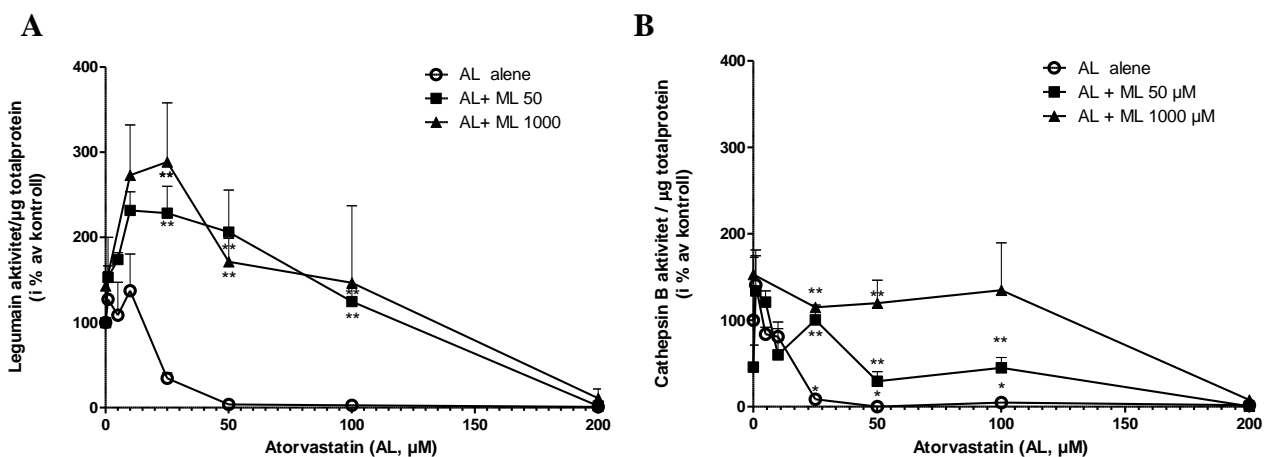 A
Legumain aktivitet/µg totalprotein
(i % av kontroll)
400
300
200
100
0
0
50
100
150
200
Atorvastatin (AL, µM)
AL alene
AL+ ML 50
AL+ ML 1000
**
**
**
**
**
**
B
Cathepsin B aktivitet / µg totalprotein
(i % av kontroll)
400
300
200
100
0
0
50
100
150
200
Atorvastatin (AL, µM)
AL alene
AL + ML 50 µM
AL + ML 1000 µM
**
**
**
**
**
*
*
*